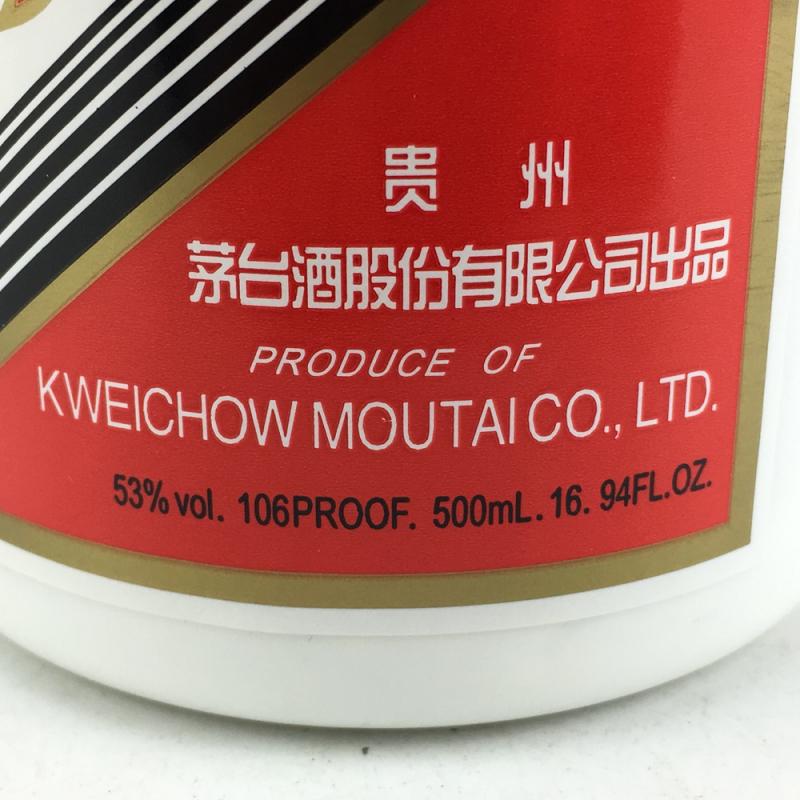 贵 州
茅台酒股份有限公司出品
PRODUCE OF
KWEICHOW MOUTAI CO., LTD.
53% vol. 106PROOF. 500mL. 16. 94FL.OZ.